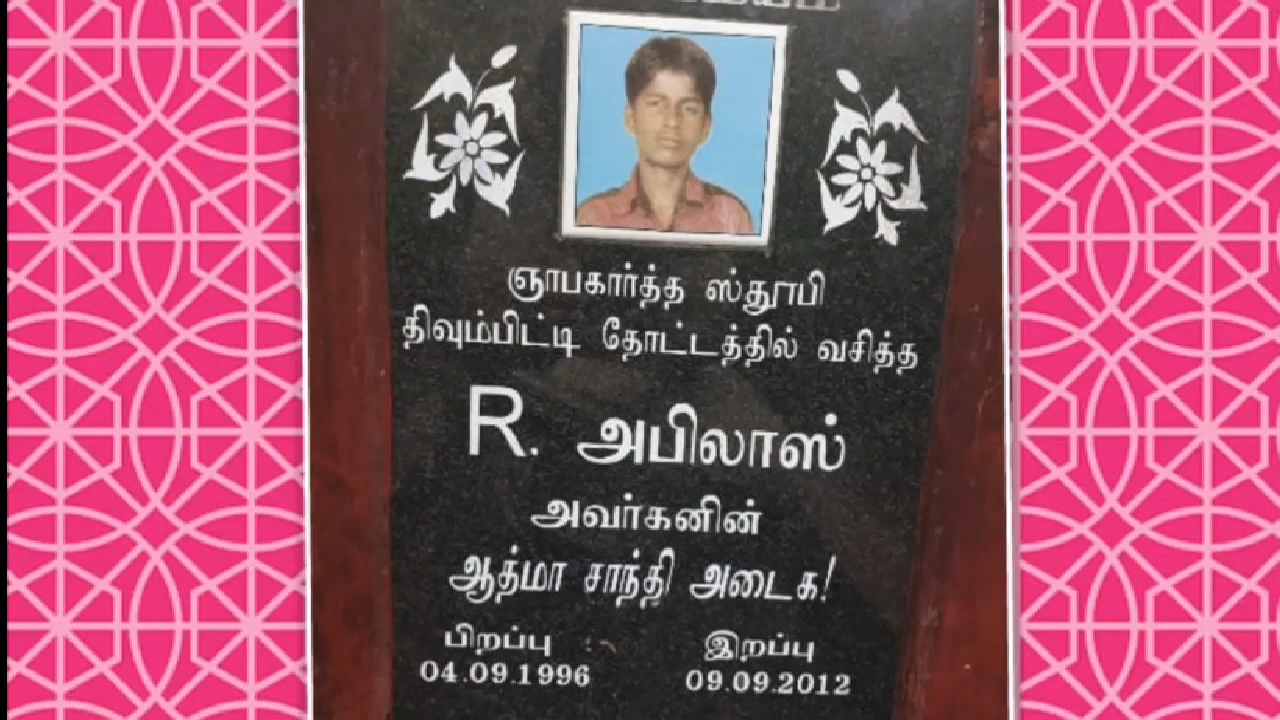 ஞாபகார்த்த ஸ்தூபி
திவும்பிட்டி தோட்டத்தில் வசித்த
R. அபிலாஸ்
அவர்கனின்
ஆத்மா சாந்தி அடைக!
பிறப்பு இறப்பு
04.09.1996 09.09.2012